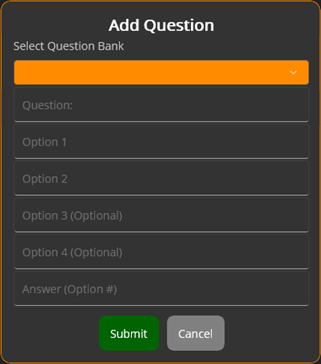 Add Question
Select Question Bank
Question:
Option 1
Option 2
Option 3 (Optional)
Option 4 (Optional)
Answer (Option #)
Submit Cancel